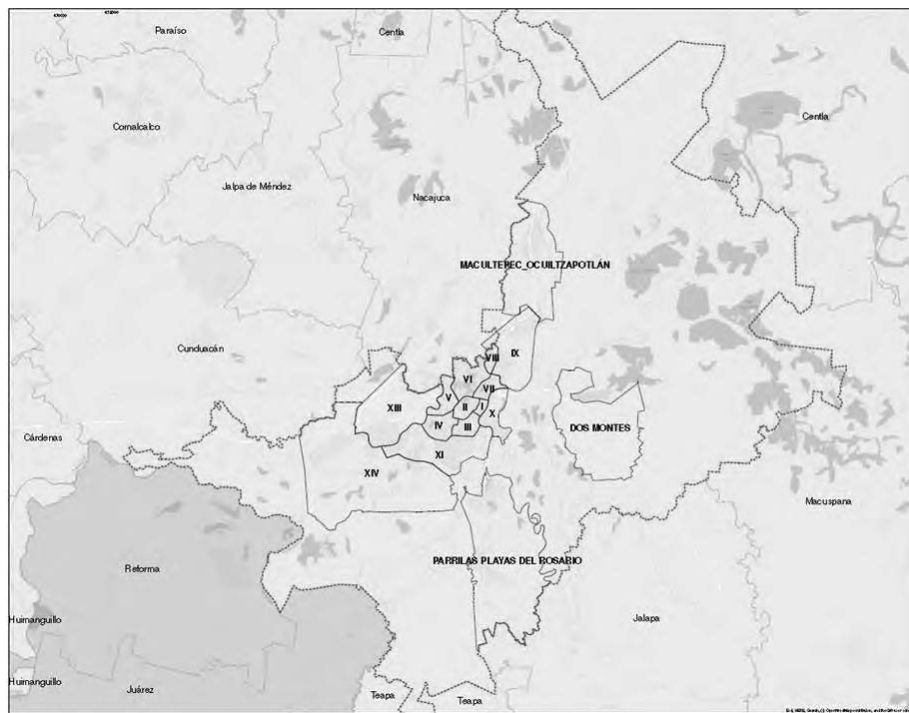 Paraíso
Centla
Comalcalco
Centla
Jalpa de Méndez
Nacajuca
MACULTEPEC_OCUILTZAPOTLÁN
Cunduacán
VIII
IX
VI
VII
V
XIII
II
I
X
IV
III
DOS MONTES
Cárdenas
XI
XIV
Macuspana
Reforma
PARRILAS PLAYAS DEL ROSARIO
Huimanguillo
Jalapa
Huimanguillo
Juárez
Teapa
Teapa